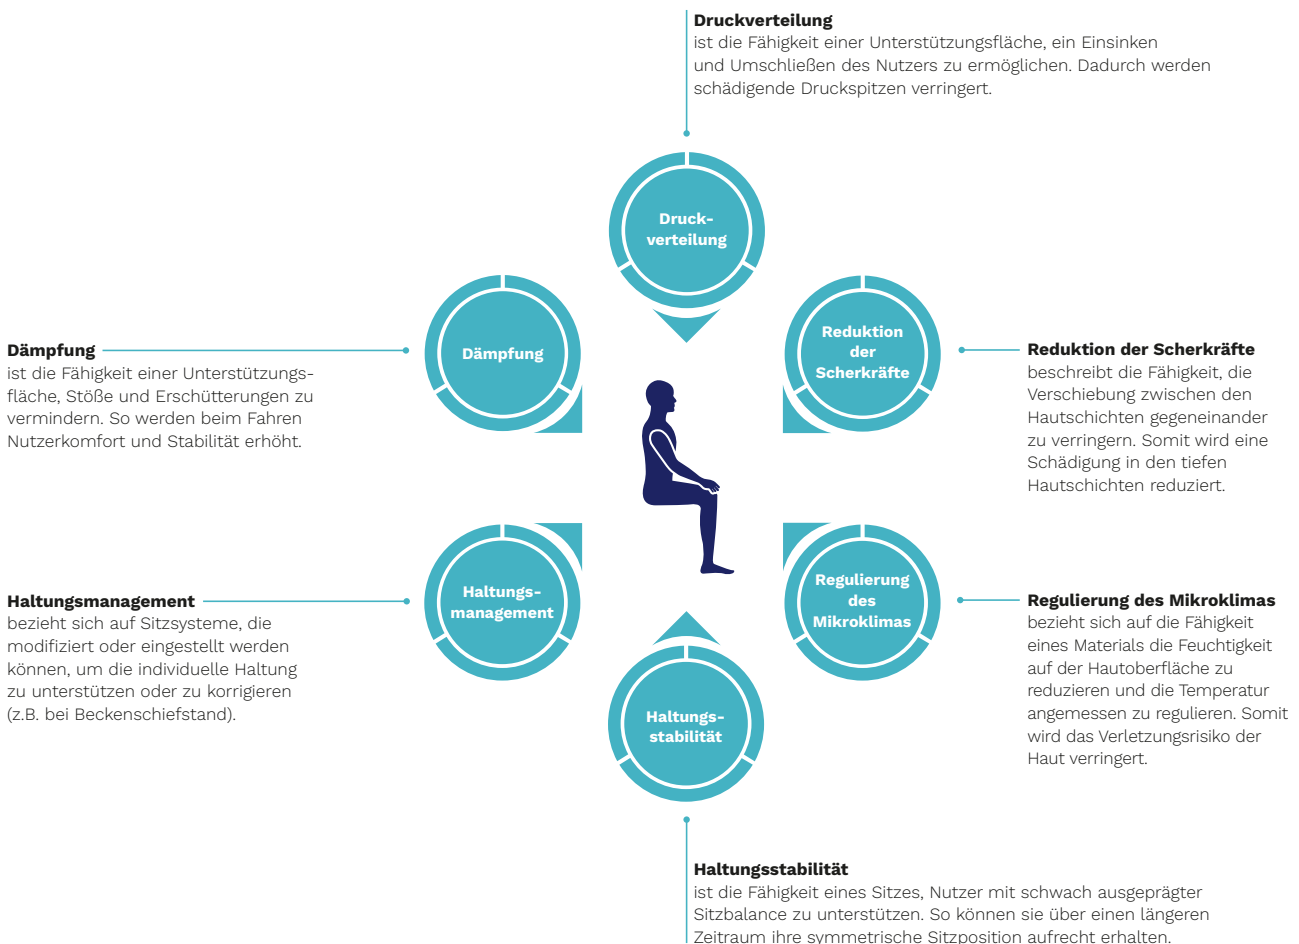 Druckverteilung
ist die Fähigkeit einer Unterstützungsfläche, ein Einsinken
und Umschließen des Nutzers zu ermöglichen. Dadurch werden
schädigende Druckspitzen verringert.
Druck-
verteilung
Dämpfung
ist die Fähigkeit einer Unterstützungs-
fläche, Stöße und Erschütterungen zu
vermindern. So werden beim Fahren
Nutzerkomfort und Stabilität erhöht.
Dämpfung
Reduktion
der
Scherkräfte
Reduktion der Scherkräfte
beschreibt die Fähigkeit, die
Verschiebung zwischen den
Hautschichten gegeneinander
zu verringern. Somit wird eine
Schädigung in den tiefen
Hautschichten reduziert.
Haltungsmanagement
bezieht sich auf Sitzsysteme, die
modifiziert oder eingestellt werden
können, um die individuelle Haltung
zu unterstützen oder zu korrigieren
(z.B. bei Beckenschiefstand).
Haltungs-
management
Regulierung
des
Mikroklimas
Regulierung des Mikroklimas
bezieht sich auf die Fähigkeit
eines Materials die Feuchtigkeit
auf der Hautoberfläche zu
reduzieren und die Temperatur
angemessen zu regulieren. Somit
wird das Verletzungsrisiko der
Haut verringert.
Haltungs-
stabilität
Haltungsstabilität
ist die Fähigkeit eines Sitzes, Nutzer mit schwach ausgeprägter
Sitzbalance zu unterstützen. So können sie über einen längeren
Zeitraum ihre symmetrische Sitzposition aufrecht erhalten.